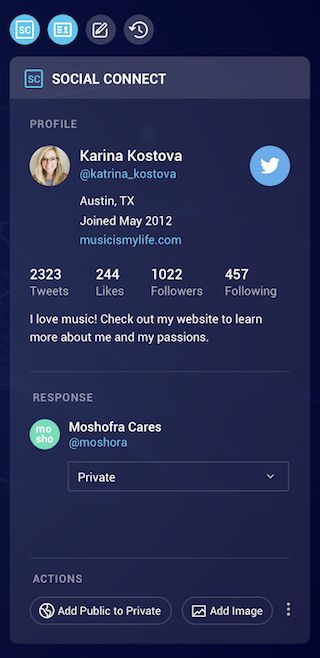 SC
SC SOCIAL CONNECT
PROFILE
Karina Kostova
@katrina_kostova
Austin, TX
Joined May 2012
musicismylife.com
2323 244 1022 457
Tweets Likes Followers Following
I love music! Check out my website to learn
more about me and my passions.
RESPONSE
mo
sho
Moshofra Cares
@moshora
Private
ACTIONS
Add Public to Private Add Image